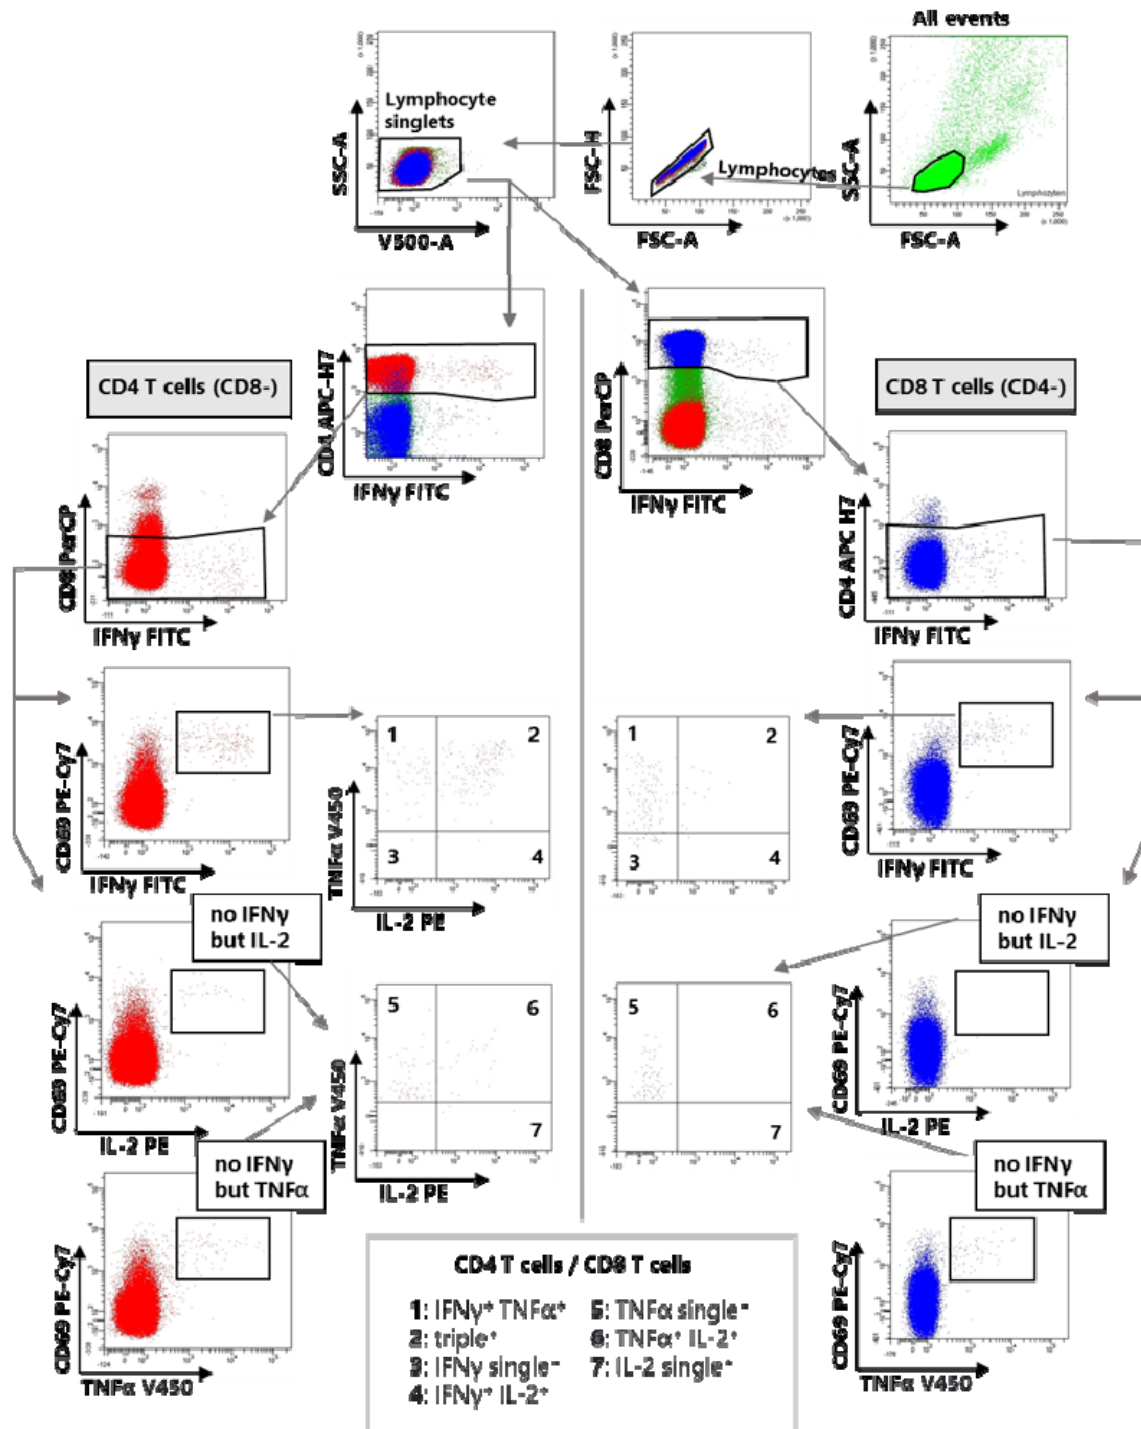 All events
Lymphocyte
singlets
SSC-A
V500-A
FSC-H
FSC-A
Lymphocytes
SSC-A
FSC-A
Lymphozyten
CD4 T cells (CD8-)
CD4 APC-H7
IFNγ FITC
CD8 PerCP
IFNγ FITC
CD8 T cells (CD4-)
CD8 PerCP
IFNγ FITC
CD4 APC H7
IFNγ FITC
CD69 PE-Cy7
IFNγ FITC
1 2
3 4
TNFα V450
IL-2 PE
1 2
3 4
CD69 PE-Cy7
IFNγ FITC
no IFNγ
but IL-2
CD69 PE-Cy7
IL-2 PE
5 6
7
TNFα V450
IL-2 PE
5 6
7
no IFNγ
but IL-2
CD69 PE-Cy7
IL-2 PE
no IFNγ
but TNFα
CD69 PE-Cy7
TNFα V450
no IFNγ
but TNFα
CD69 PE-Cy7
TNFα V450
CD4 T cells / CD8 T cells
1: IFNγ⁺ TNFα⁺ 5: TNFα single⁺
2: triple⁺ 6: TNFα⁺ IL-2⁺
3: IFNγ single⁺ 7: IL-2 single⁺
4: IFNγ⁺ IL-2⁺